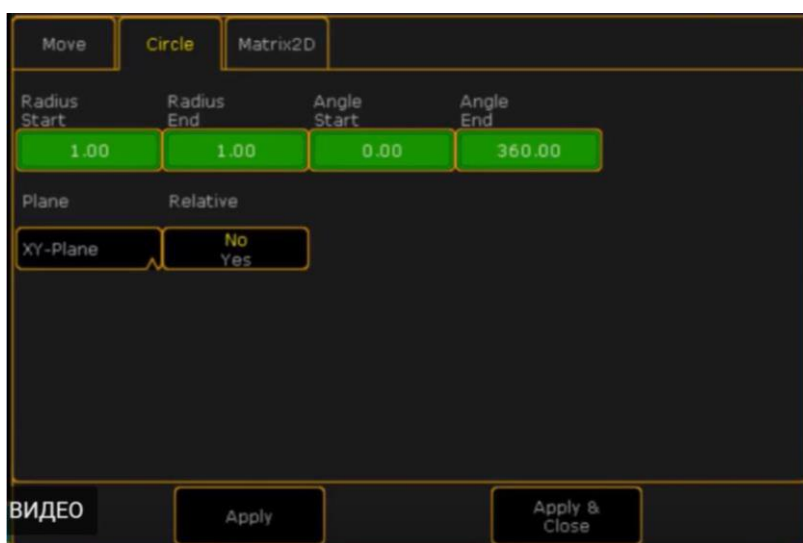 Move Circle Matrix2D
Radius Start Radius End Angle Start Angle End
1.00 1.00 0.00 360.00
Plane Relative
XY-Plane No Yes
ВИДЕО Apply Apply & Close